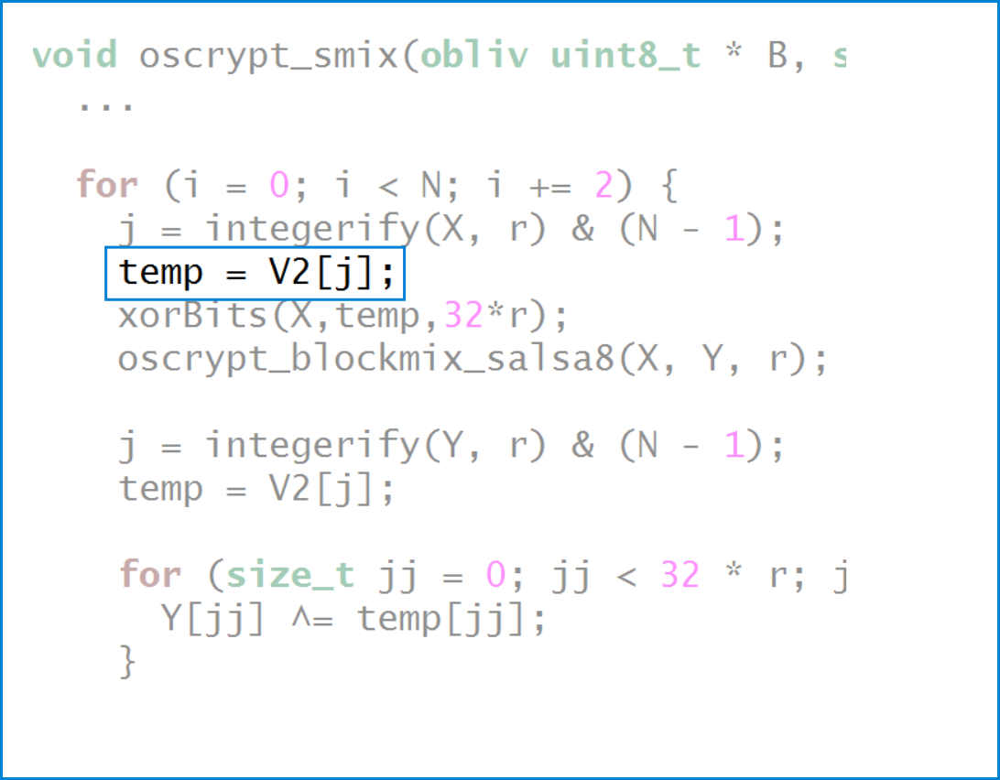 void oscrypt_smix(obliv uint8_t * B, s
...
for (i = 0; i < N; i += 2) {
j = integerify(X, r) & (N - 1);
temp = V2[j];
xorBits(X,temp,32*r);
oscrypt_blockmix_salsa8(X, Y, r);
j = integerify(Y, r) & (N - 1);
temp = V2[j];
for (size_t jj = 0; jj < 32 * r; j
Y[jj] ^= temp[jj];
}